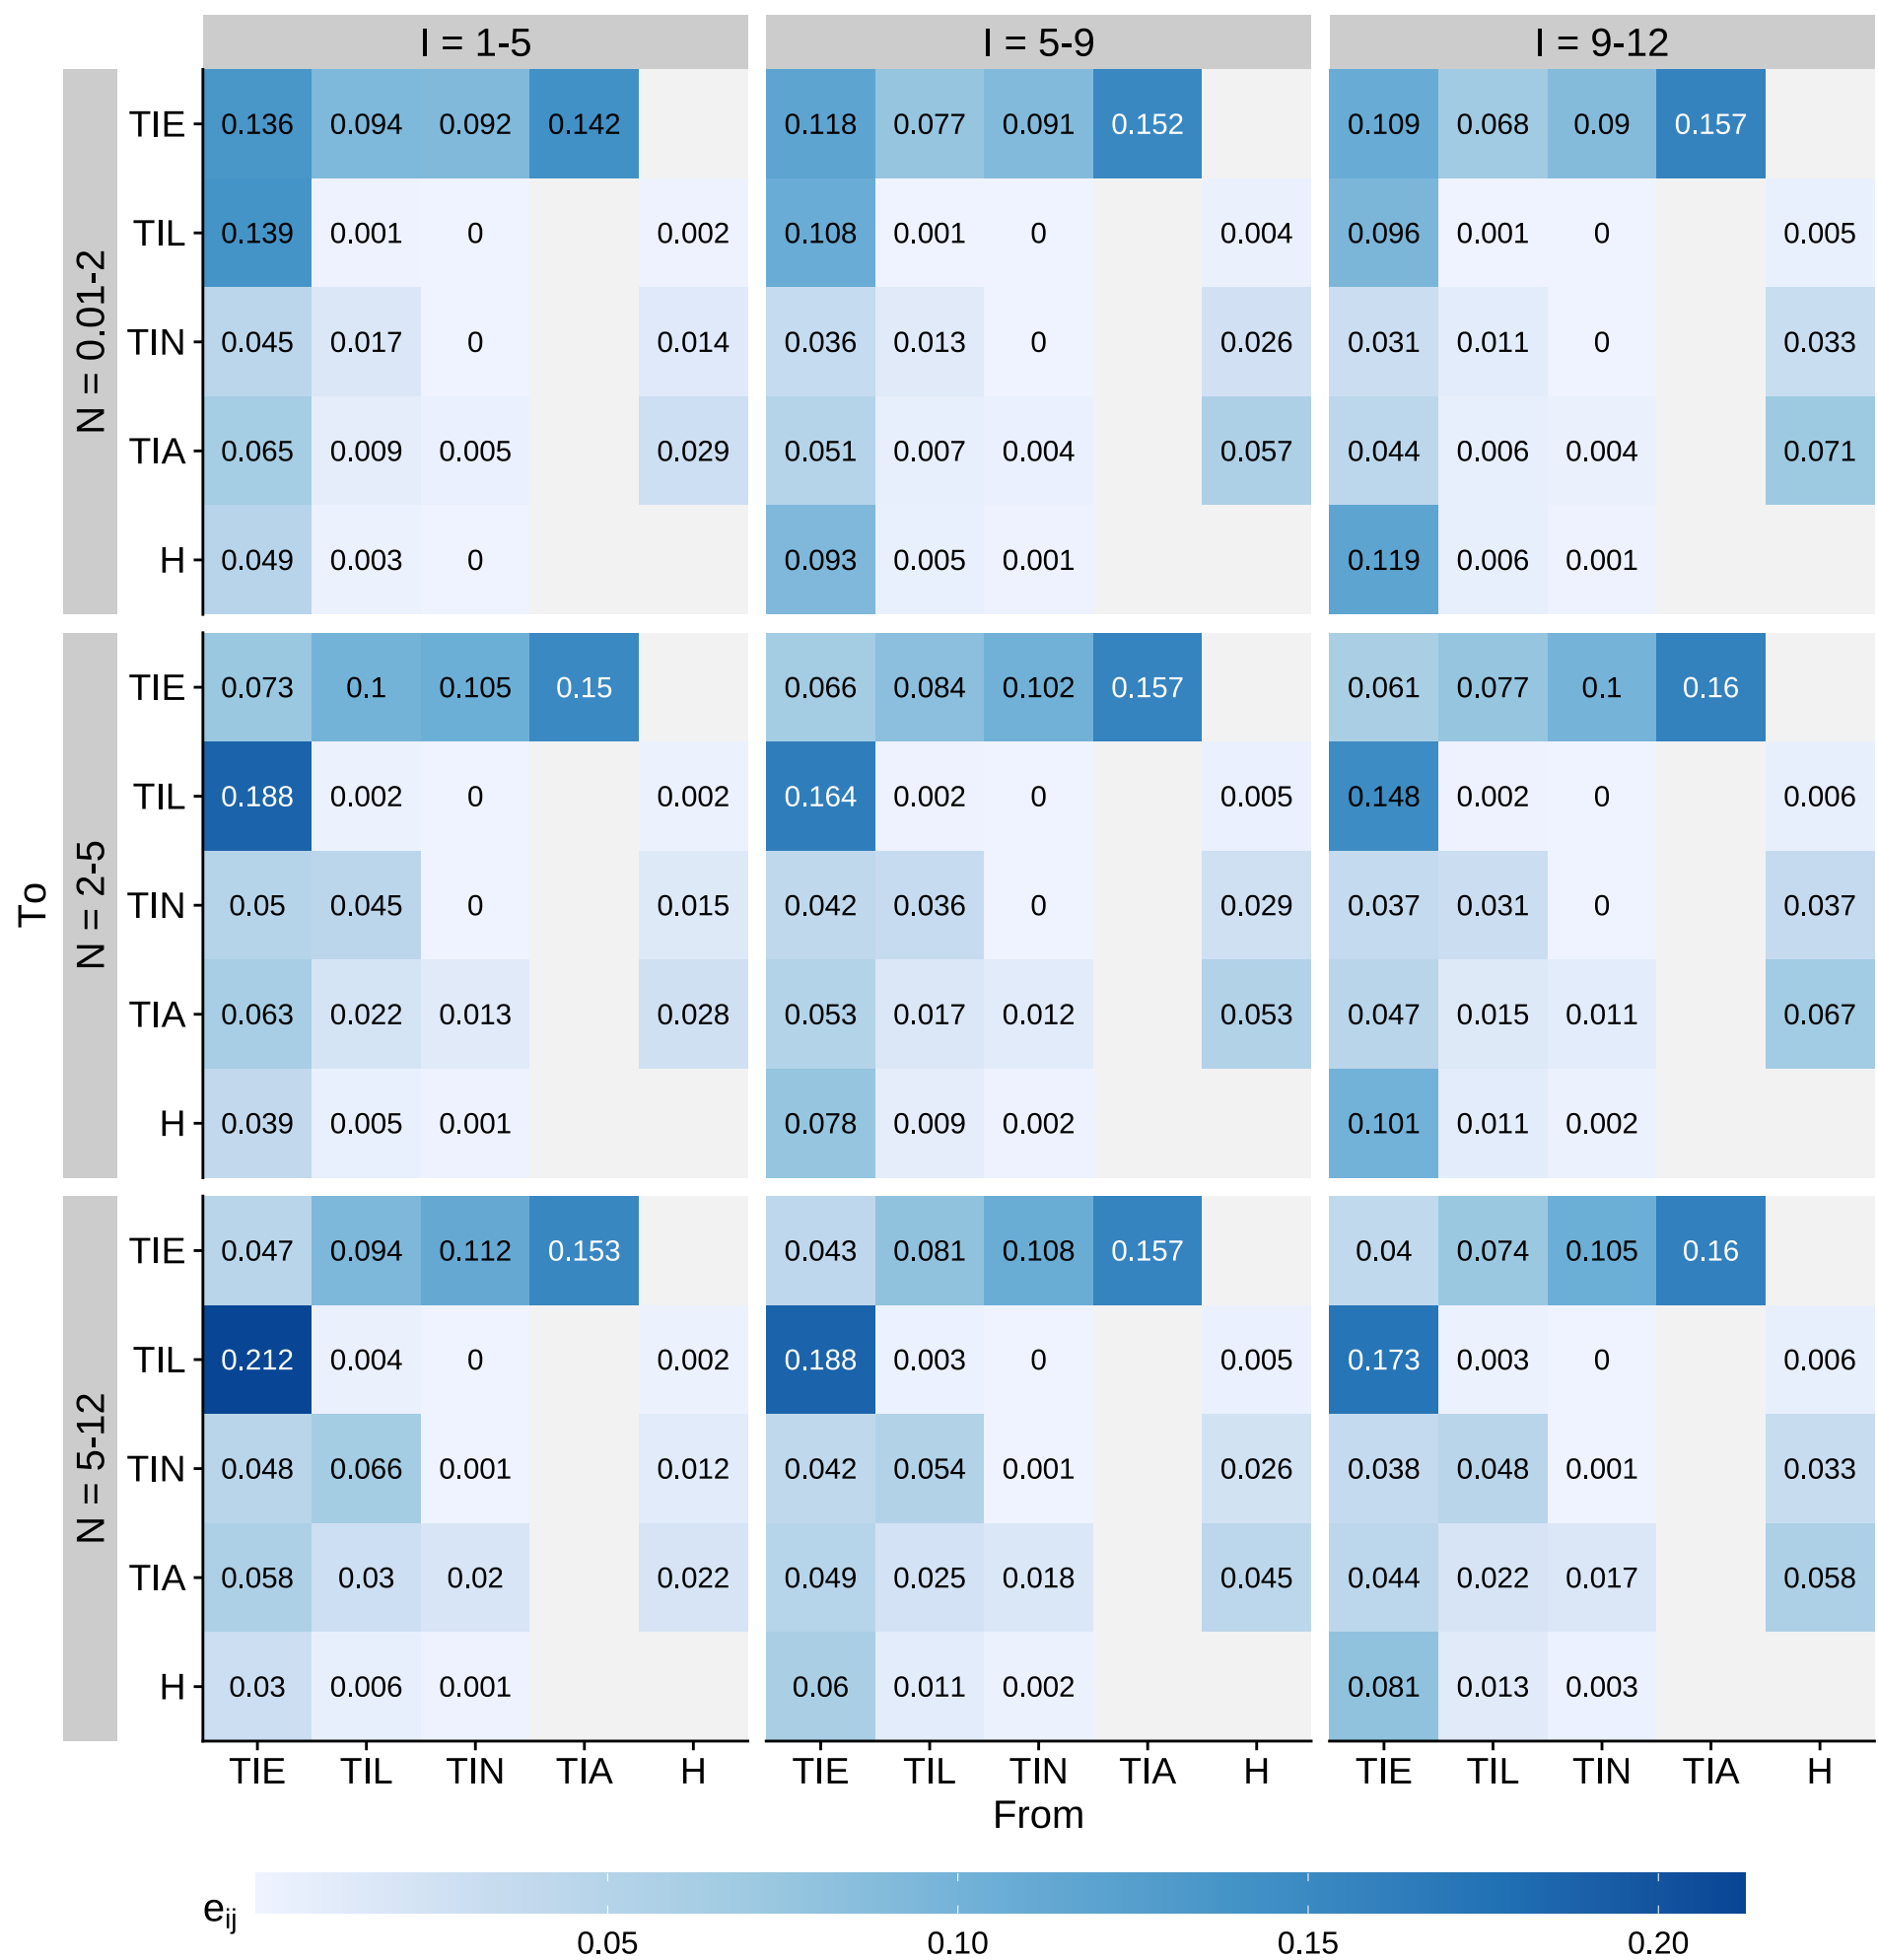 I = 1-5 I = 5-9 I = 9-12
N = 0.01-2
TIE 0.136 0.094 0.092 0.142 0.118 0.077 0.091 0.152 0.109 0.068 0.09 0.157
TIL 0.139 0.001 0 0.002 0.108 0.001 0 0.004 0.096 0.001 0 0.005
TIN 0.045 0.017 0 0.014 0.036 0.013 0 0.026 0.031 0.011 0 0.033
TIA 0.065 0.009 0.005 0.029 0.051 0.007 0.004 0.057 0.044 0.006 0.004 0.071
H 0.049 0.003 0 0.093 0.005 0.001 0.119 0.006 0.001
To
N = 2-5
TIE 0.073 0.1 0.105 0.15 0.066 0.084 0.102 0.157 0.061 0.077 0.1 0.16
TIL 0.188 0.002 0 0.002 0.164 0.002 0 0.005 0.148 0.002 0 0.006
TIN 0.05 0.045 0 0.015 0.042 0.036 0 0.029 0.037 0.031 0 0.037
TIA 0.063 0.022 0.013 0.028 0.053 0.017 0.012 0.053 0.047 0.015 0.011 0.067
H 0.039 0.005 0.001 0.078 0.009 0.002 0.101 0.011 0.002
N = 5-12
TIE 0.047 0.094 0.112 0.153 0.043 0.081 0.108 0.157 0.04 0.074 0.105 0.16
TIL 0.212 0.004 0 0.002 0.188 0.003 0 0.005 0.173 0.003 0 0.006
TIN 0.048 0.066 0.001 0.012 0.042 0.054 0.001 0.026 0.038 0.048 0.001 0.033
TIA 0.058 0.03 0.02 0.022 0.049 0.025 0.018 0.045 0.044 0.022 0.017 0.058
H 0.03 0.006 0.001 0.06 0.011 0.002 0.081 0.013 0.003
TIE TIL TIN TIA H TIE TIL TIN TIA H TIE TIL TIN TIA H
From
eij
0.05 0.10 0.15 0.20